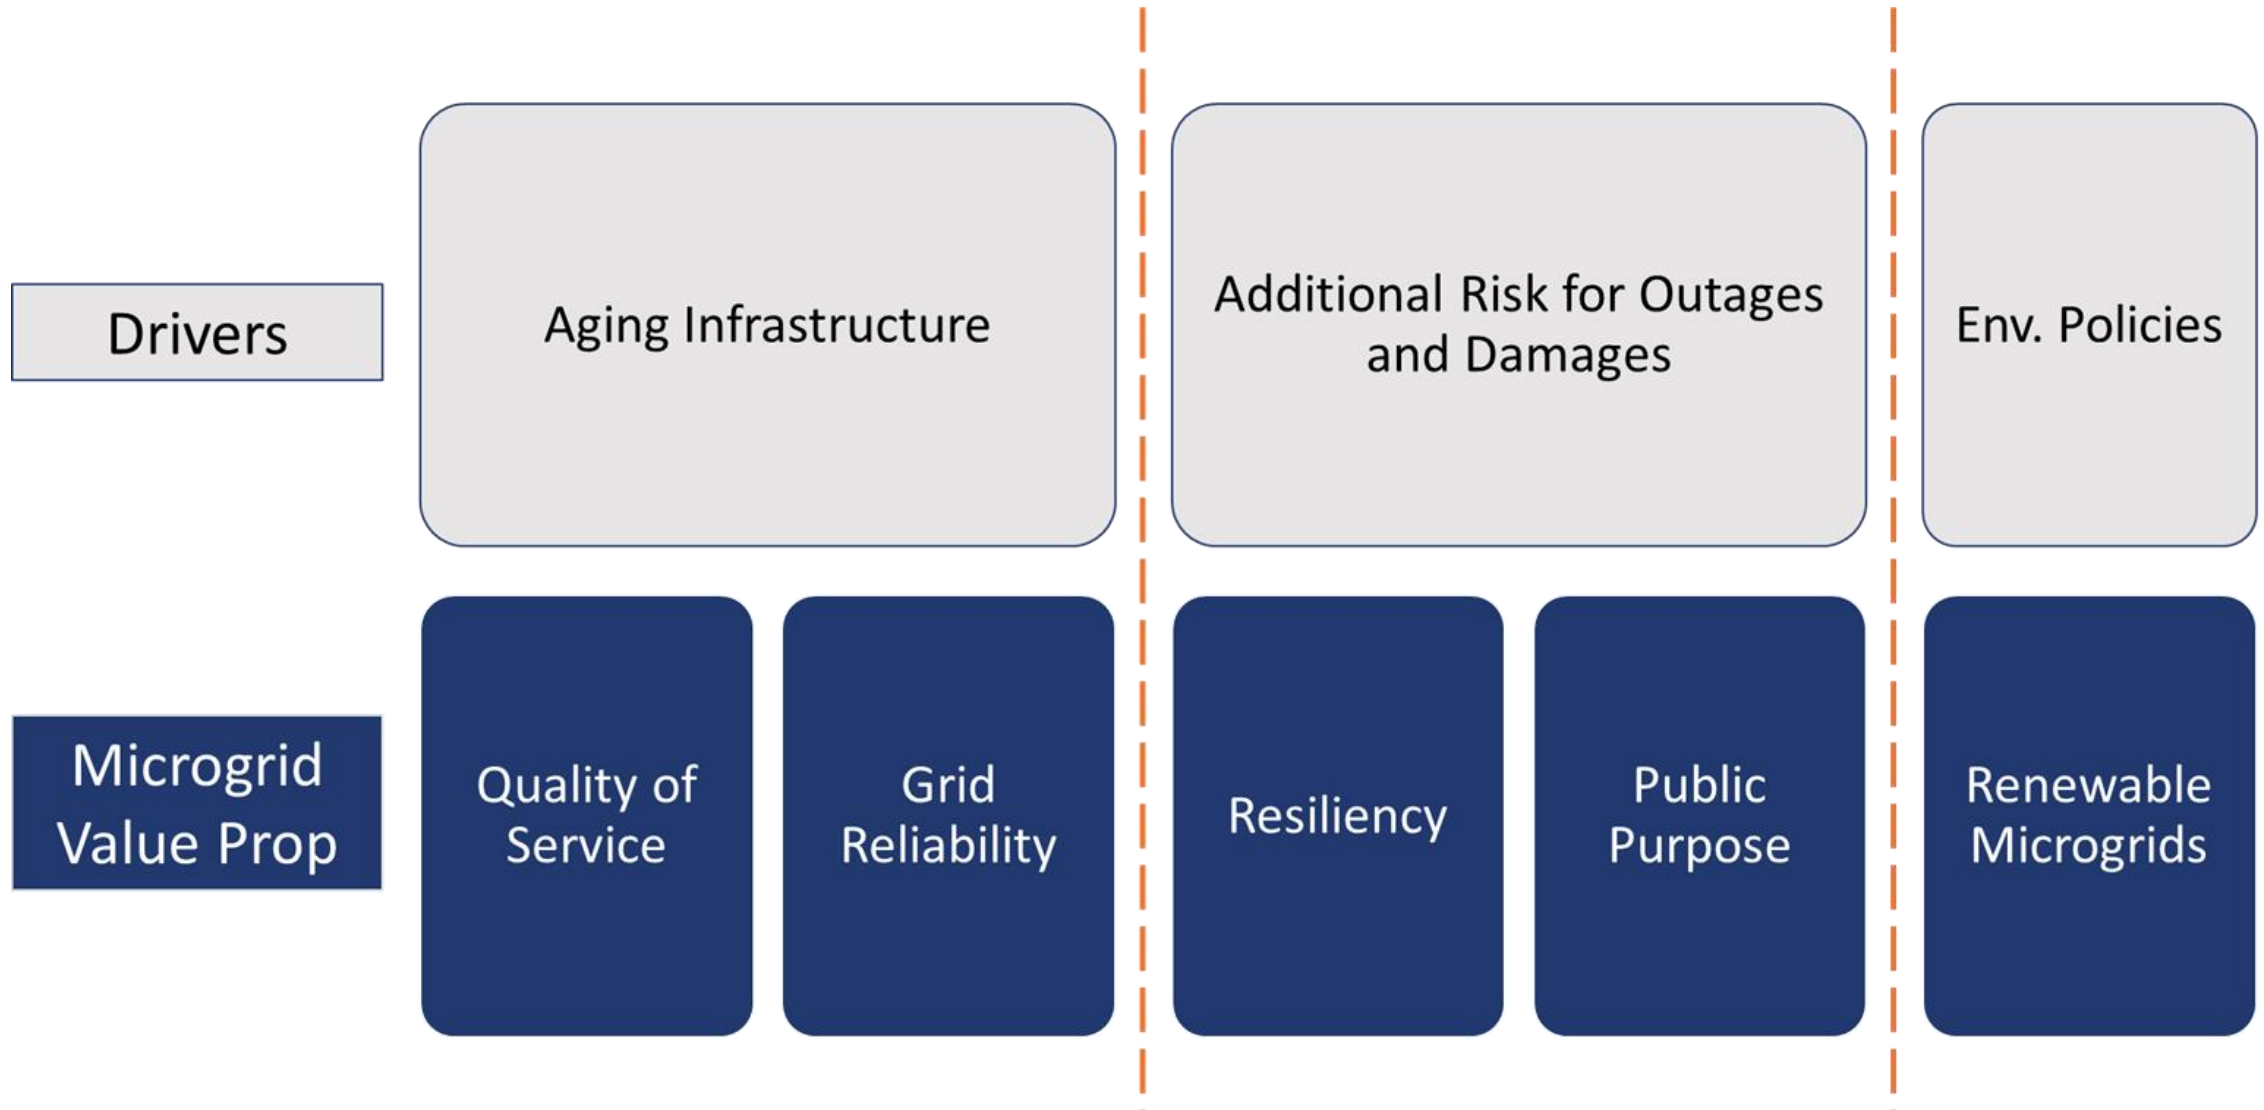 Drivers
Aging Infrastructure
Additional Risk for Outages
and Damages
Env. Policies
Microgrid
Value Prop
Quality of
Service
Grid
Reliability
Resiliency
Public
Purpose
Renewable
Microgrids